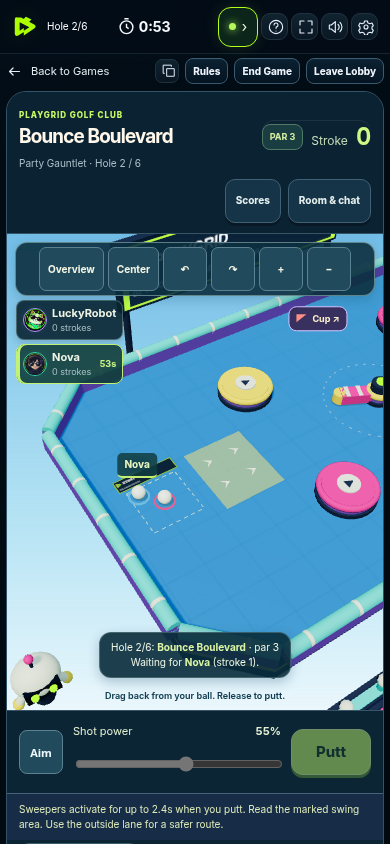 Hole 2/6
0:53
›
Back to Games
Rules
End Game
Leave Lobby
PLAYGRID GOLF CLUB
Bounce Boulevard
PAR 3
Stroke 0
Party Gauntlet · Hole 2 / 6
Scores
Room & chat
Overview
Center
↶
↷
+
−
LuckyRobot
0 strokes
Nova
0 strokes
53s
Cup ↗
Nova
Hole 2/6: Bounce Boulevard · par 3
Waiting for Nova (stroke 1).
Drag back from your ball. Release to putt.
Aim
Shot power
55%
Putt
Sweepers activate for up to 2.4s when you putt. Read the marked swing
area. Use the outside lane for a safer route.